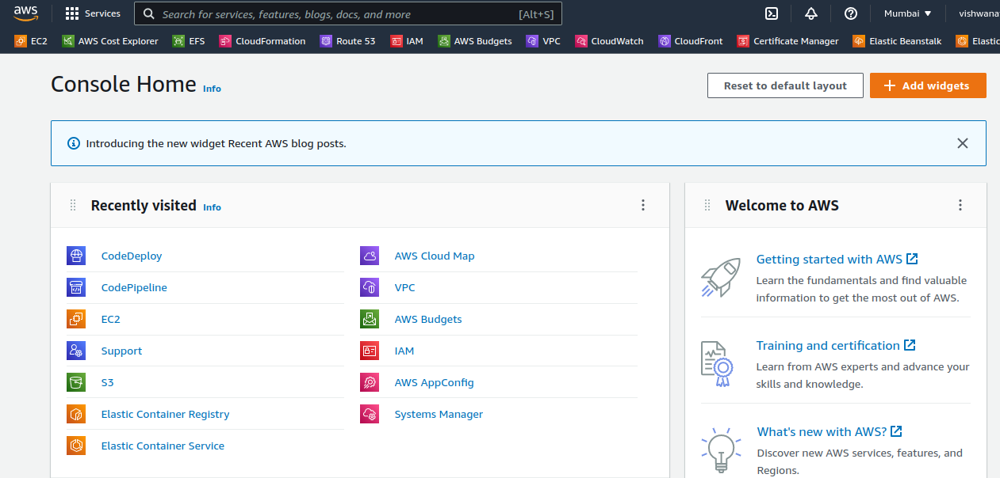 aws
Services
Search for services, features, blogs, docs, and more
[Alt+S]
Mumbai
vishwana
EC2
AWS Cost Explorer
EFS
CloudFormation
Route 53
IAM
AWS Budgets
VPC
CloudWatch
CloudFront
Certificate Manager
Elastic Beanstalk
Elastic
Console Home
Info
Reset to default layout
Add widgets
Introducing the new widget Recent AWS blog posts.
Recently visited
Info
CodeDeploy
CodePipeline
EC2
Support
S3
Elastic Container Registry
Elastic Container Service
AWS Cloud Map
VPC
AWS Budgets
IAM
AWS AppConfig
Systems Manager
Welcome to AWS
Getting started with AWS
Learn the fundamentals and find valuable
information to get the most out of AWS.
Training and certification
Learn from AWS experts and advance your
skills and knowledge.
What's new with AWS?
Discover new AWS services, features, and
Regions.